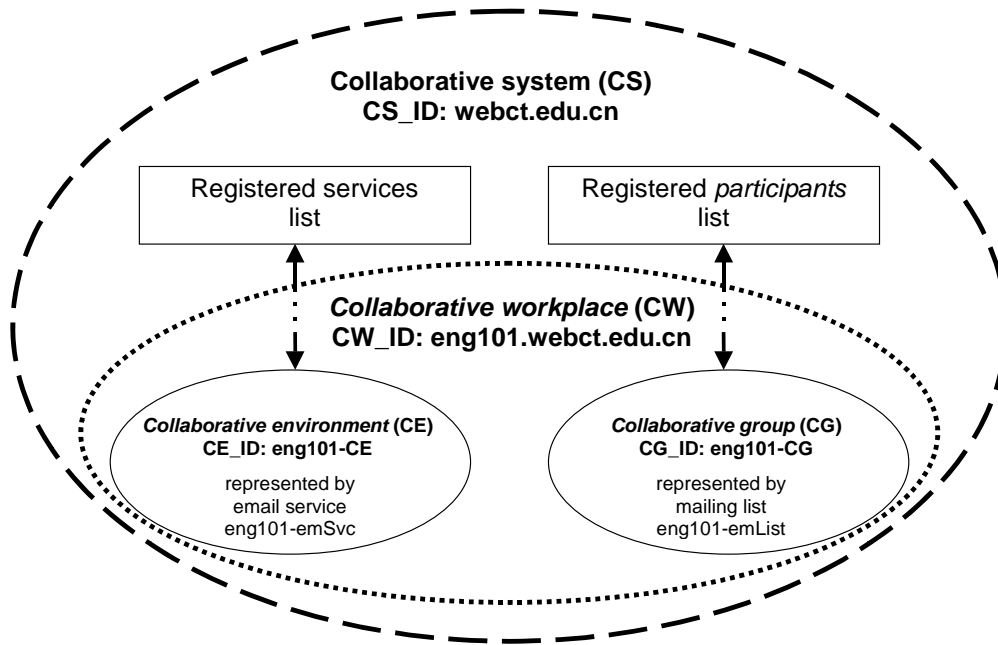 Collaborative system (CS)
CS_ID: webct.edu.cn
Registered services
list
Registered participants
list
Collaborative workplace (CW)
CW_ID: eng101.webct.edu.cn
Collaborative environment (CE)
CE_ID: eng101-CE
represented by
email service
eng101-emSvc
Collaborative group (CG)
CG_ID: eng101-CG
represented by
mailing list
eng101-emList